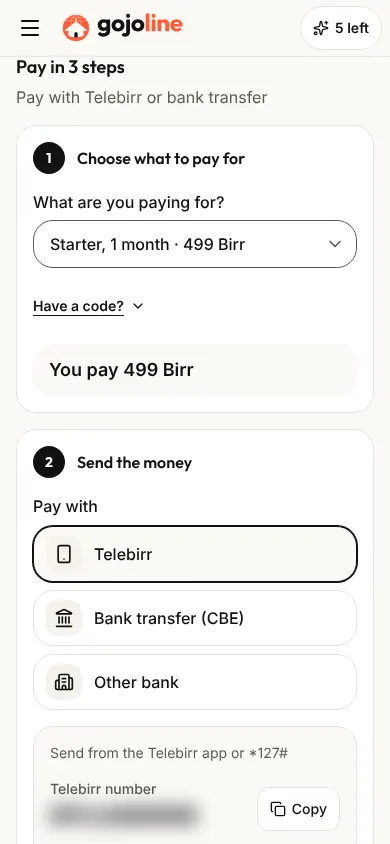 gojoline
5 left
Pay in 3 steps
Pay with Telebirr or bank transfer
1 Choose what to pay for
What are you paying for?
Starter, 1 month · 499 Birr
Have a code?
You pay 499 Birr
2 Send the money
Pay with
Telebirr
Bank transfer (CBE)
Other bank
Send from the Telebirr app or *127#
Telebirr number
Copy